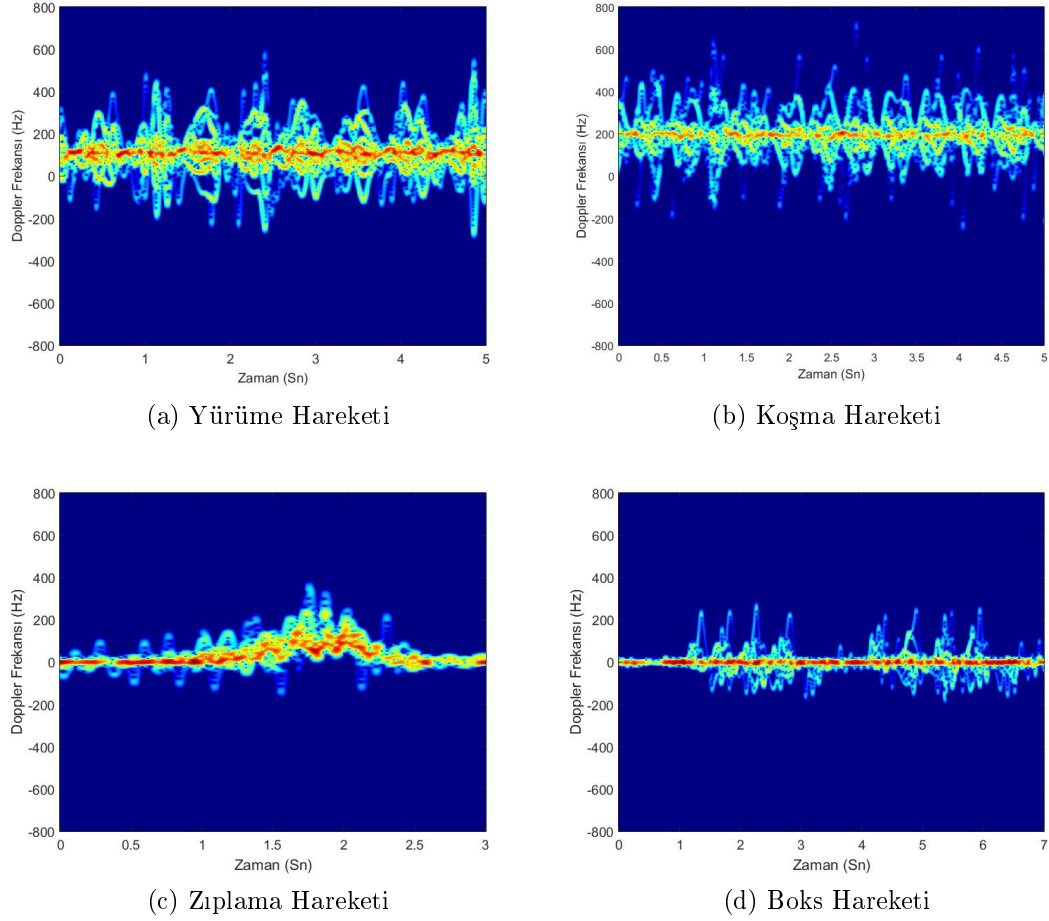 800
600
400
200
0
-200
-400
-600
-800
Doppler Frekansı (Hz)
0 1 2 3 4 5
Zaman (Sn)
(a) Yürüme Hareketi
800
600
400
200
0
-200
-400
-600
-800
Doppler Frekansı (Hz)
0 0.5 1 1.5 2 2.5 3 3.5 4 4.5 5
Zaman (Sn)
(b) Koşma Hareketi
800
600
400
200
0
-200
-400
-600
-800
Doppler Frekansı (Hz)
0 0.5 1 1.5 2 2.5 3
Zaman (Sn)
(c) Zıplama Hareketi
800
600
400
200
0
-200
-400
-600
-800
Doppler Frekansı (Hz)
0 1 2 3 4 5 6 7
Zaman (Sn)
(d) Boks Hareketi